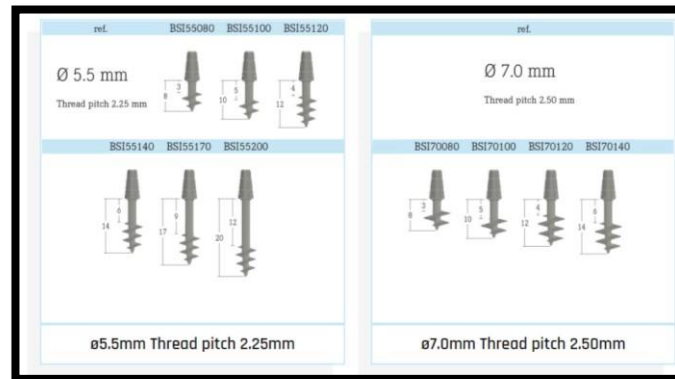 ref. BSI55080 BSI55100 BSI55120
Ø 5.5 mm
Thread pitch 2.25 mm
3
8
5
10
4
12
BSI55140 BSI55170 BSI55200
6
14
9
17
12
20
ø5.5mm Thread pitch 2.25mm
ref.
Ø 7.0 mm
Thread pitch 2.50 mm
BSI70080 BSI70100 BSI70120 BSI70140
3
8
5
10
4
12
6
14
ø7.0mm Thread pitch 2.50mm